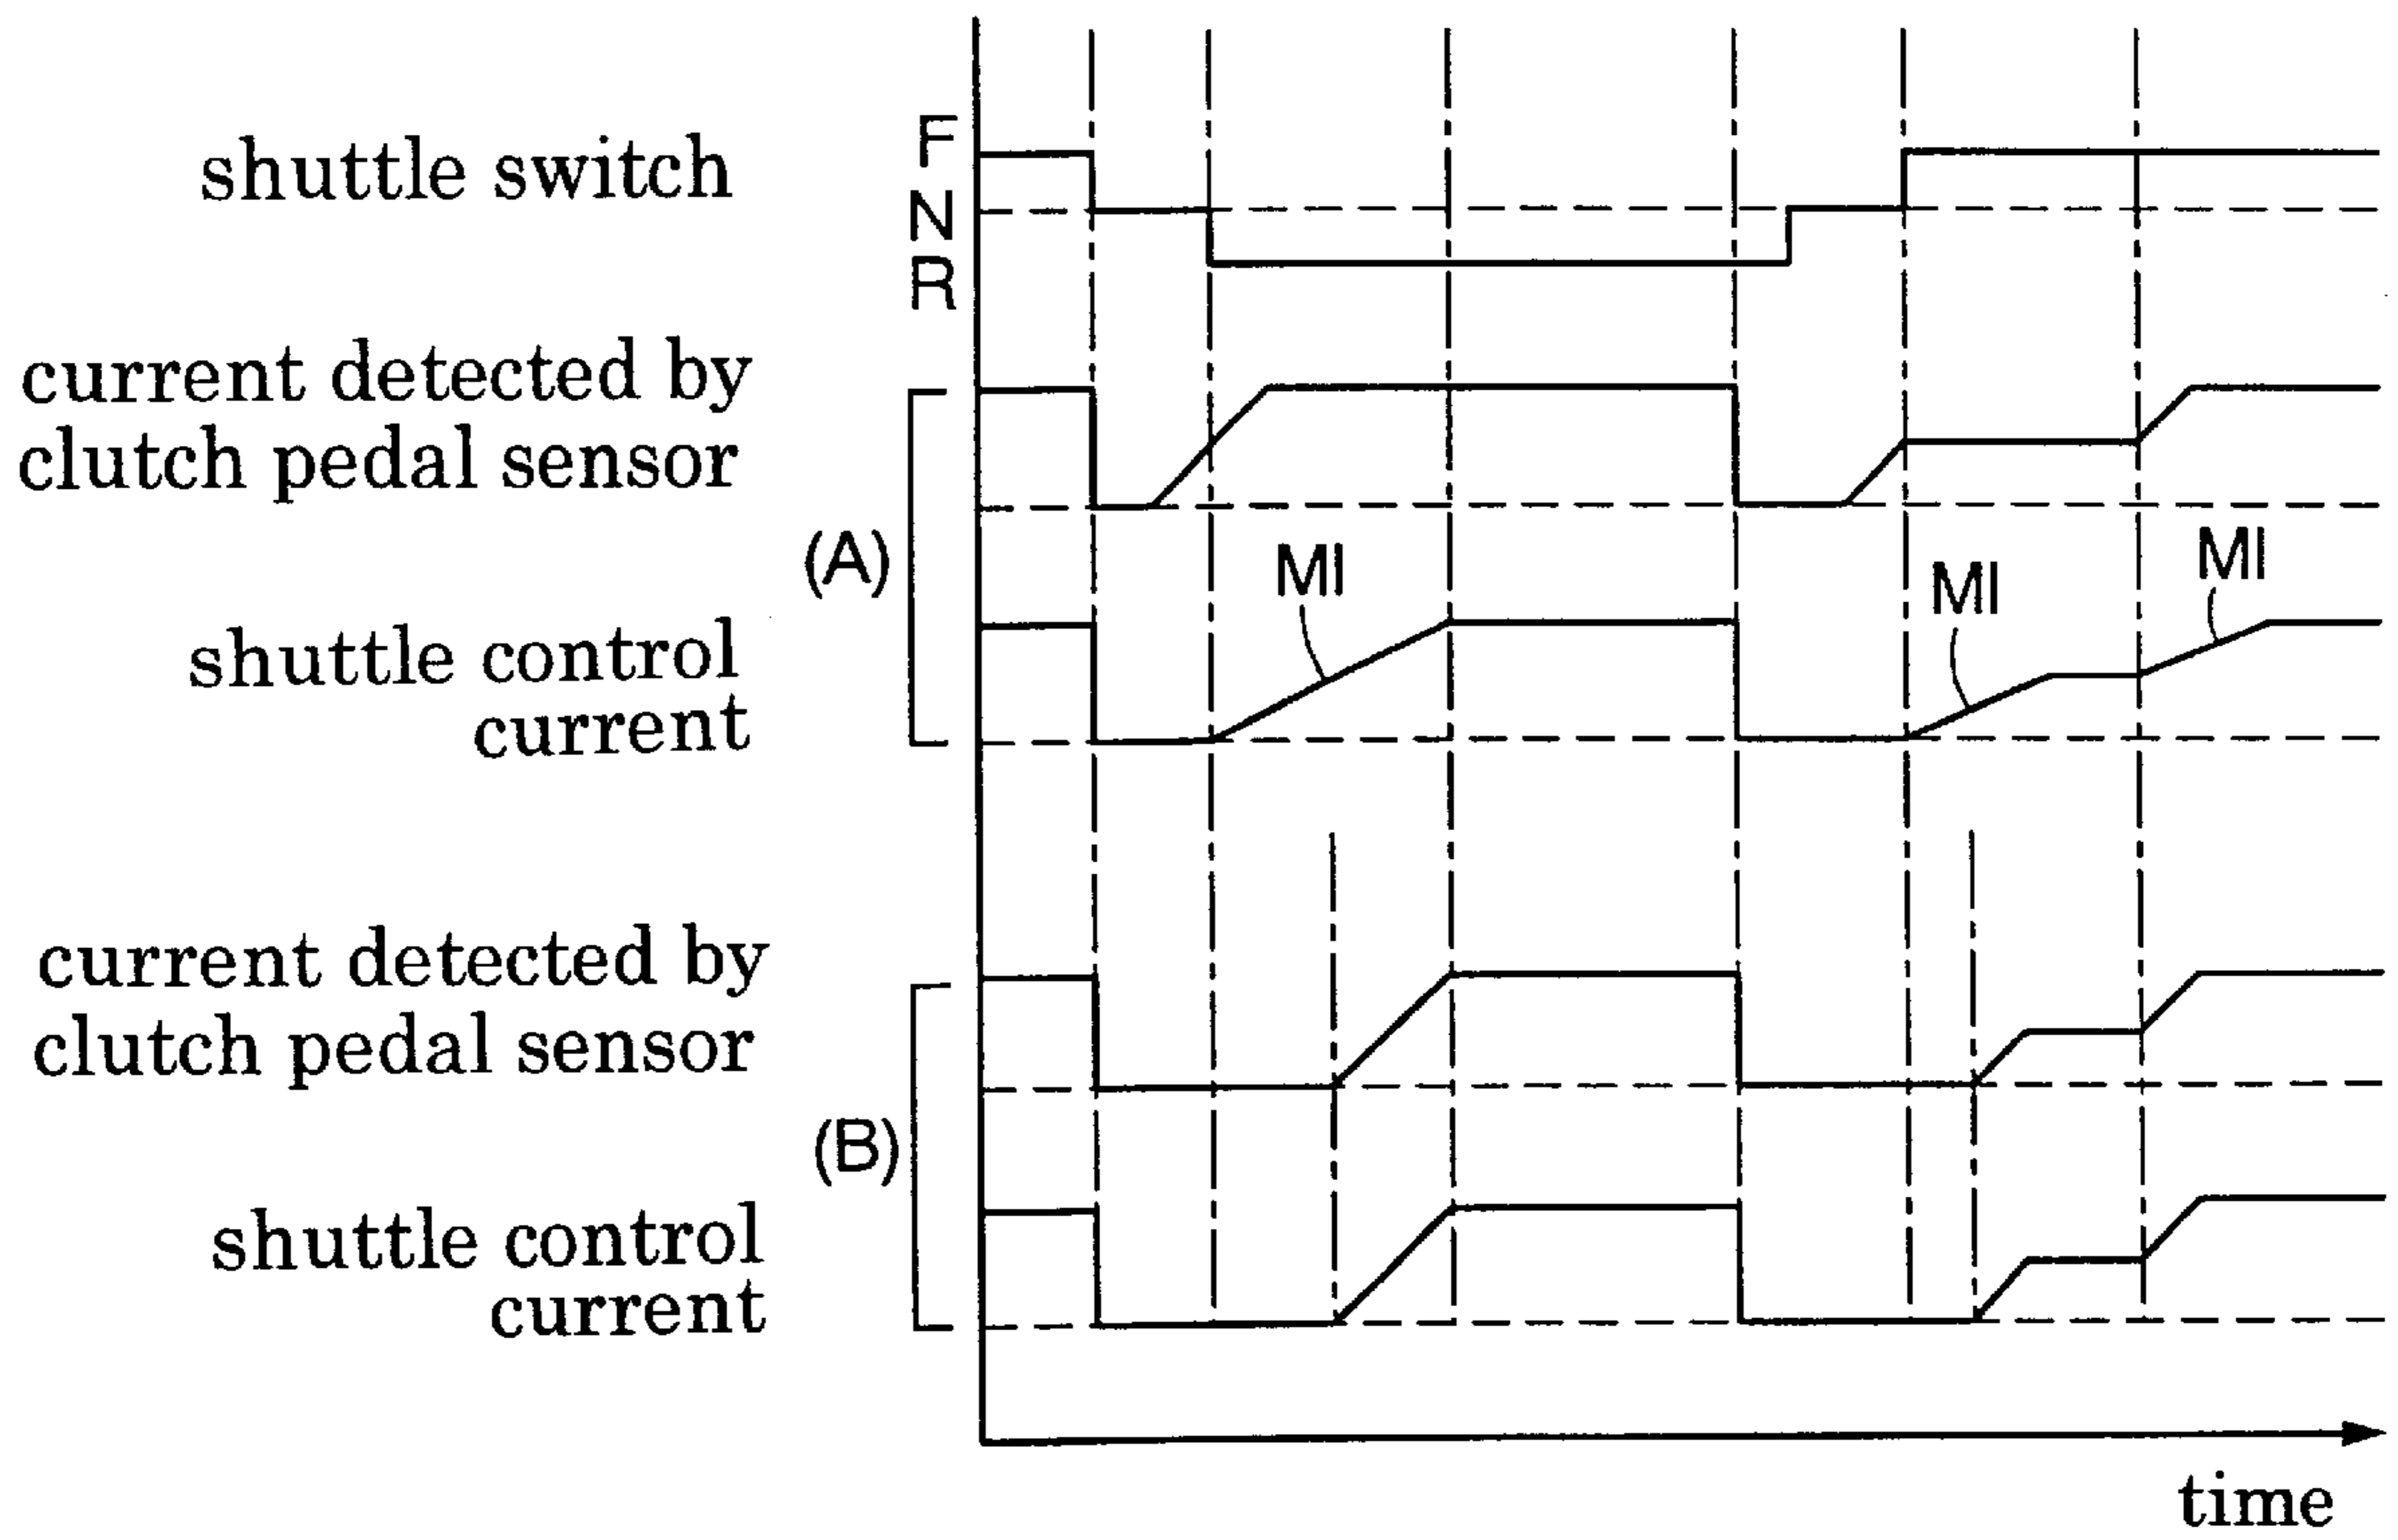 shuttle switch
F
N
R
current detected by
clutch pedal sensor
(A)
MI
MI
MI
shuttle control
current
current detected by
clutch pedal sensor
(B)
shuttle control
current
time